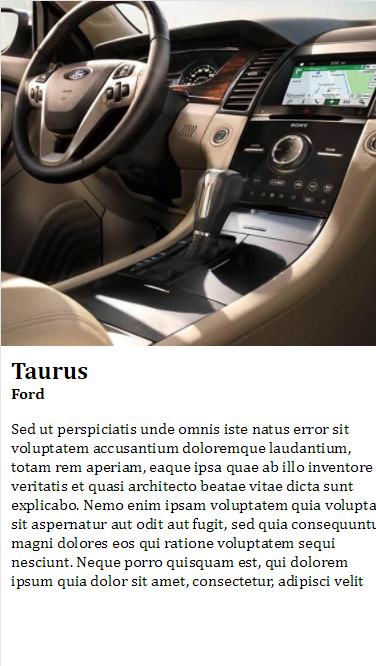 Ford
SONY
Taurus
Ford
Sed ut perspiciatis unde omnis iste natus error sit
voluptatem accusantium doloremque laudantium,
totam rem aperiam, eaque ipsa quae ab illo inventore
veritatis et quasi architecto beatae vitae dicta sunt
explicabo. Nemo enim ipsam voluptatem quia volupta
sit aspernatur aut odit aut fugit, sed quia consequuntu
magni dolores eos qui ratione voluptatem sequi
nesciunt. Neque porro quisquam est, qui dolorem
ipsum quia dolor sit amet, consectetur, adipisci velit